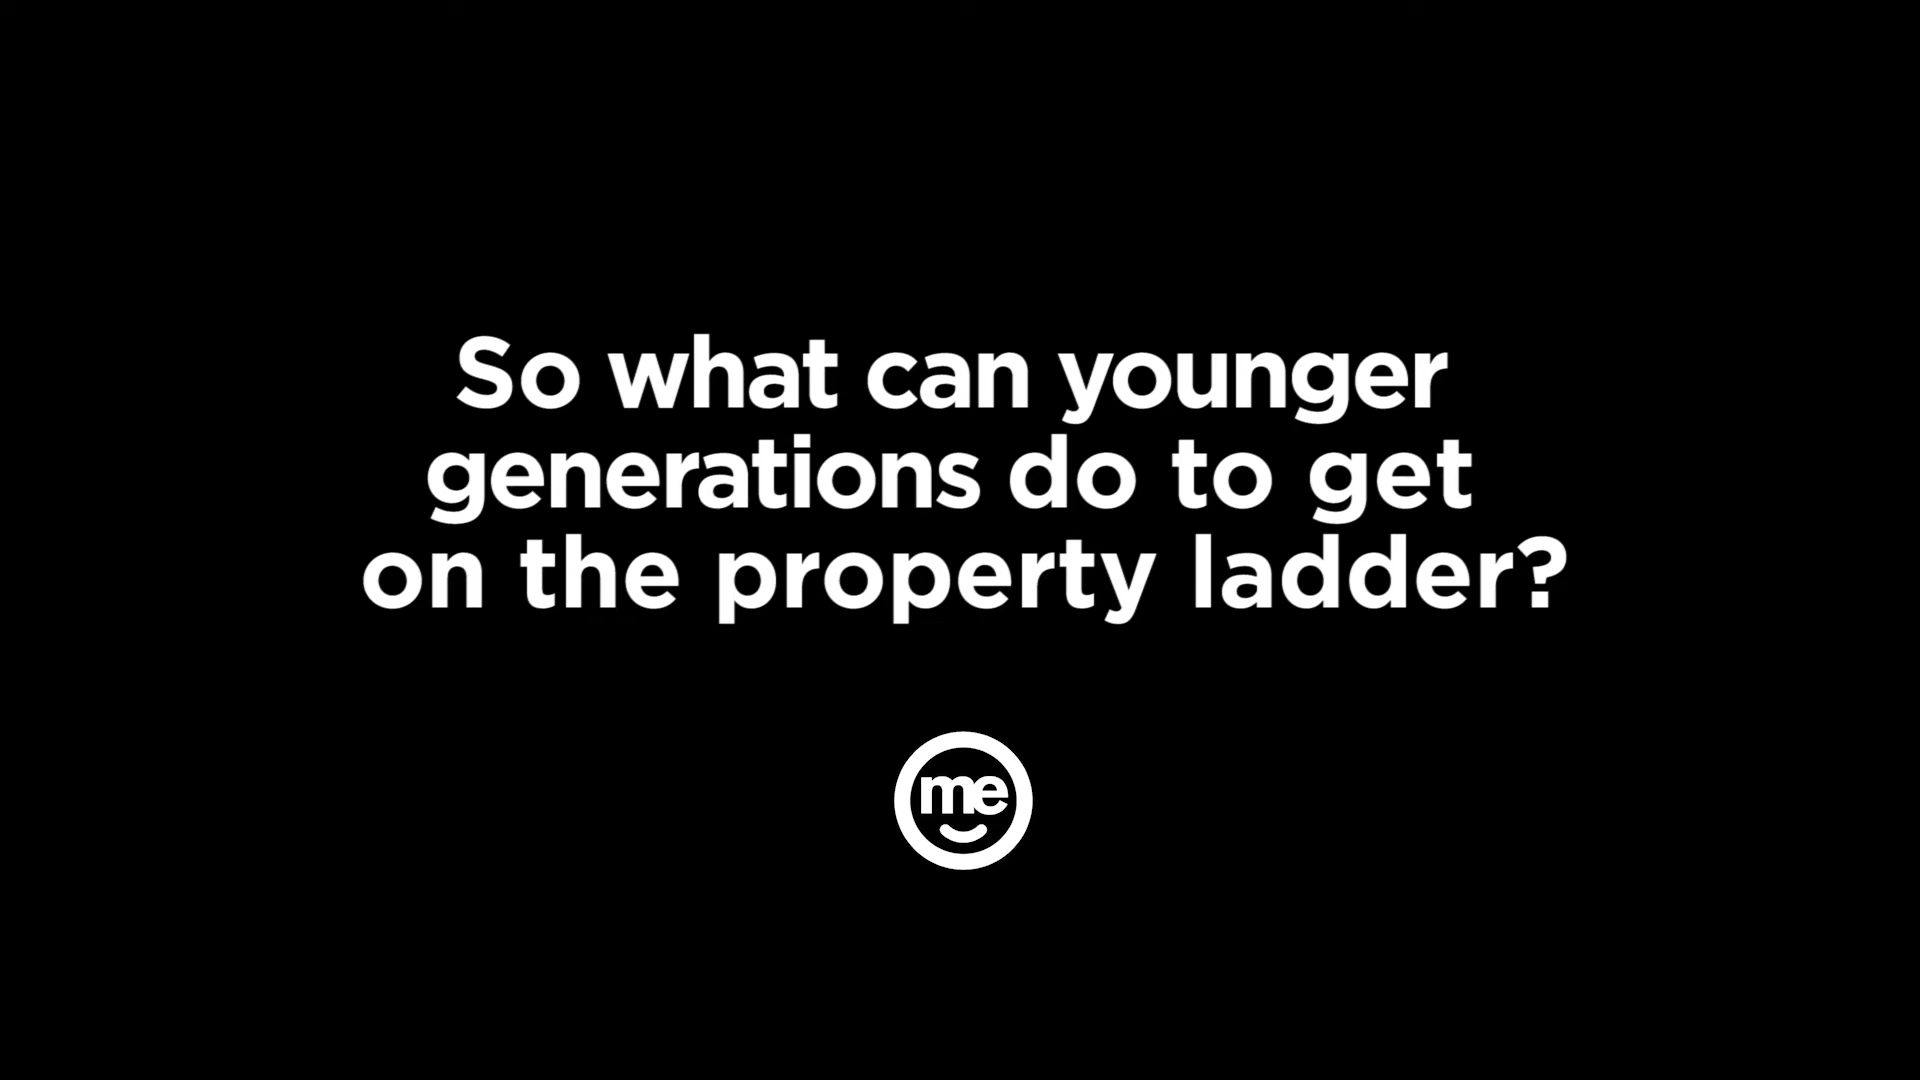 So what can younger
generations do to get
on the property ladder?
me